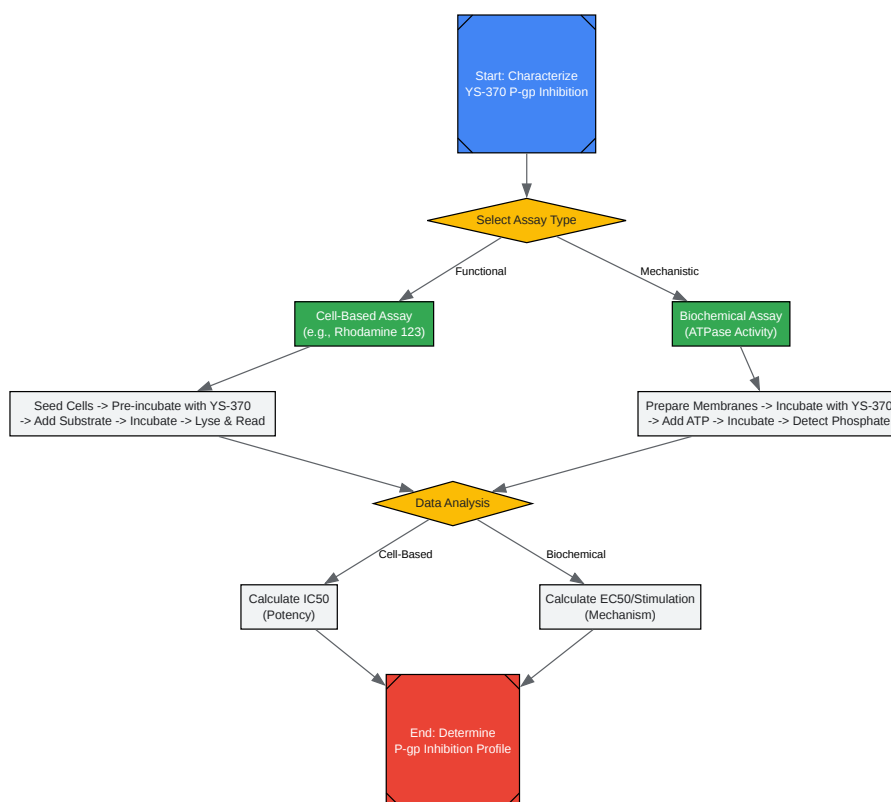 Start: Characterize
YS-370 P-gp Inhibition
Select Assay Type
Functional
Mechanistic
Cell-Based Assay
(e.g., Rhodamine 123)
Biochemical Assay
(ATPase Activity)
Seed Cells -> Pre-incubate with YS-370
-> Add Substrate -> Incubate -> Lyse & Read
Prepare Membranes -> Incubate with YS-370
-> Add ATP -> Incubate -> Detect Phosphate
Data Analysis
Cell-Based
Biochemical
Calculate IC50
(Potency)
Calculate EC50/Stimulation
(Mechanism)
End: Determine
P-gp Inhibition Profile